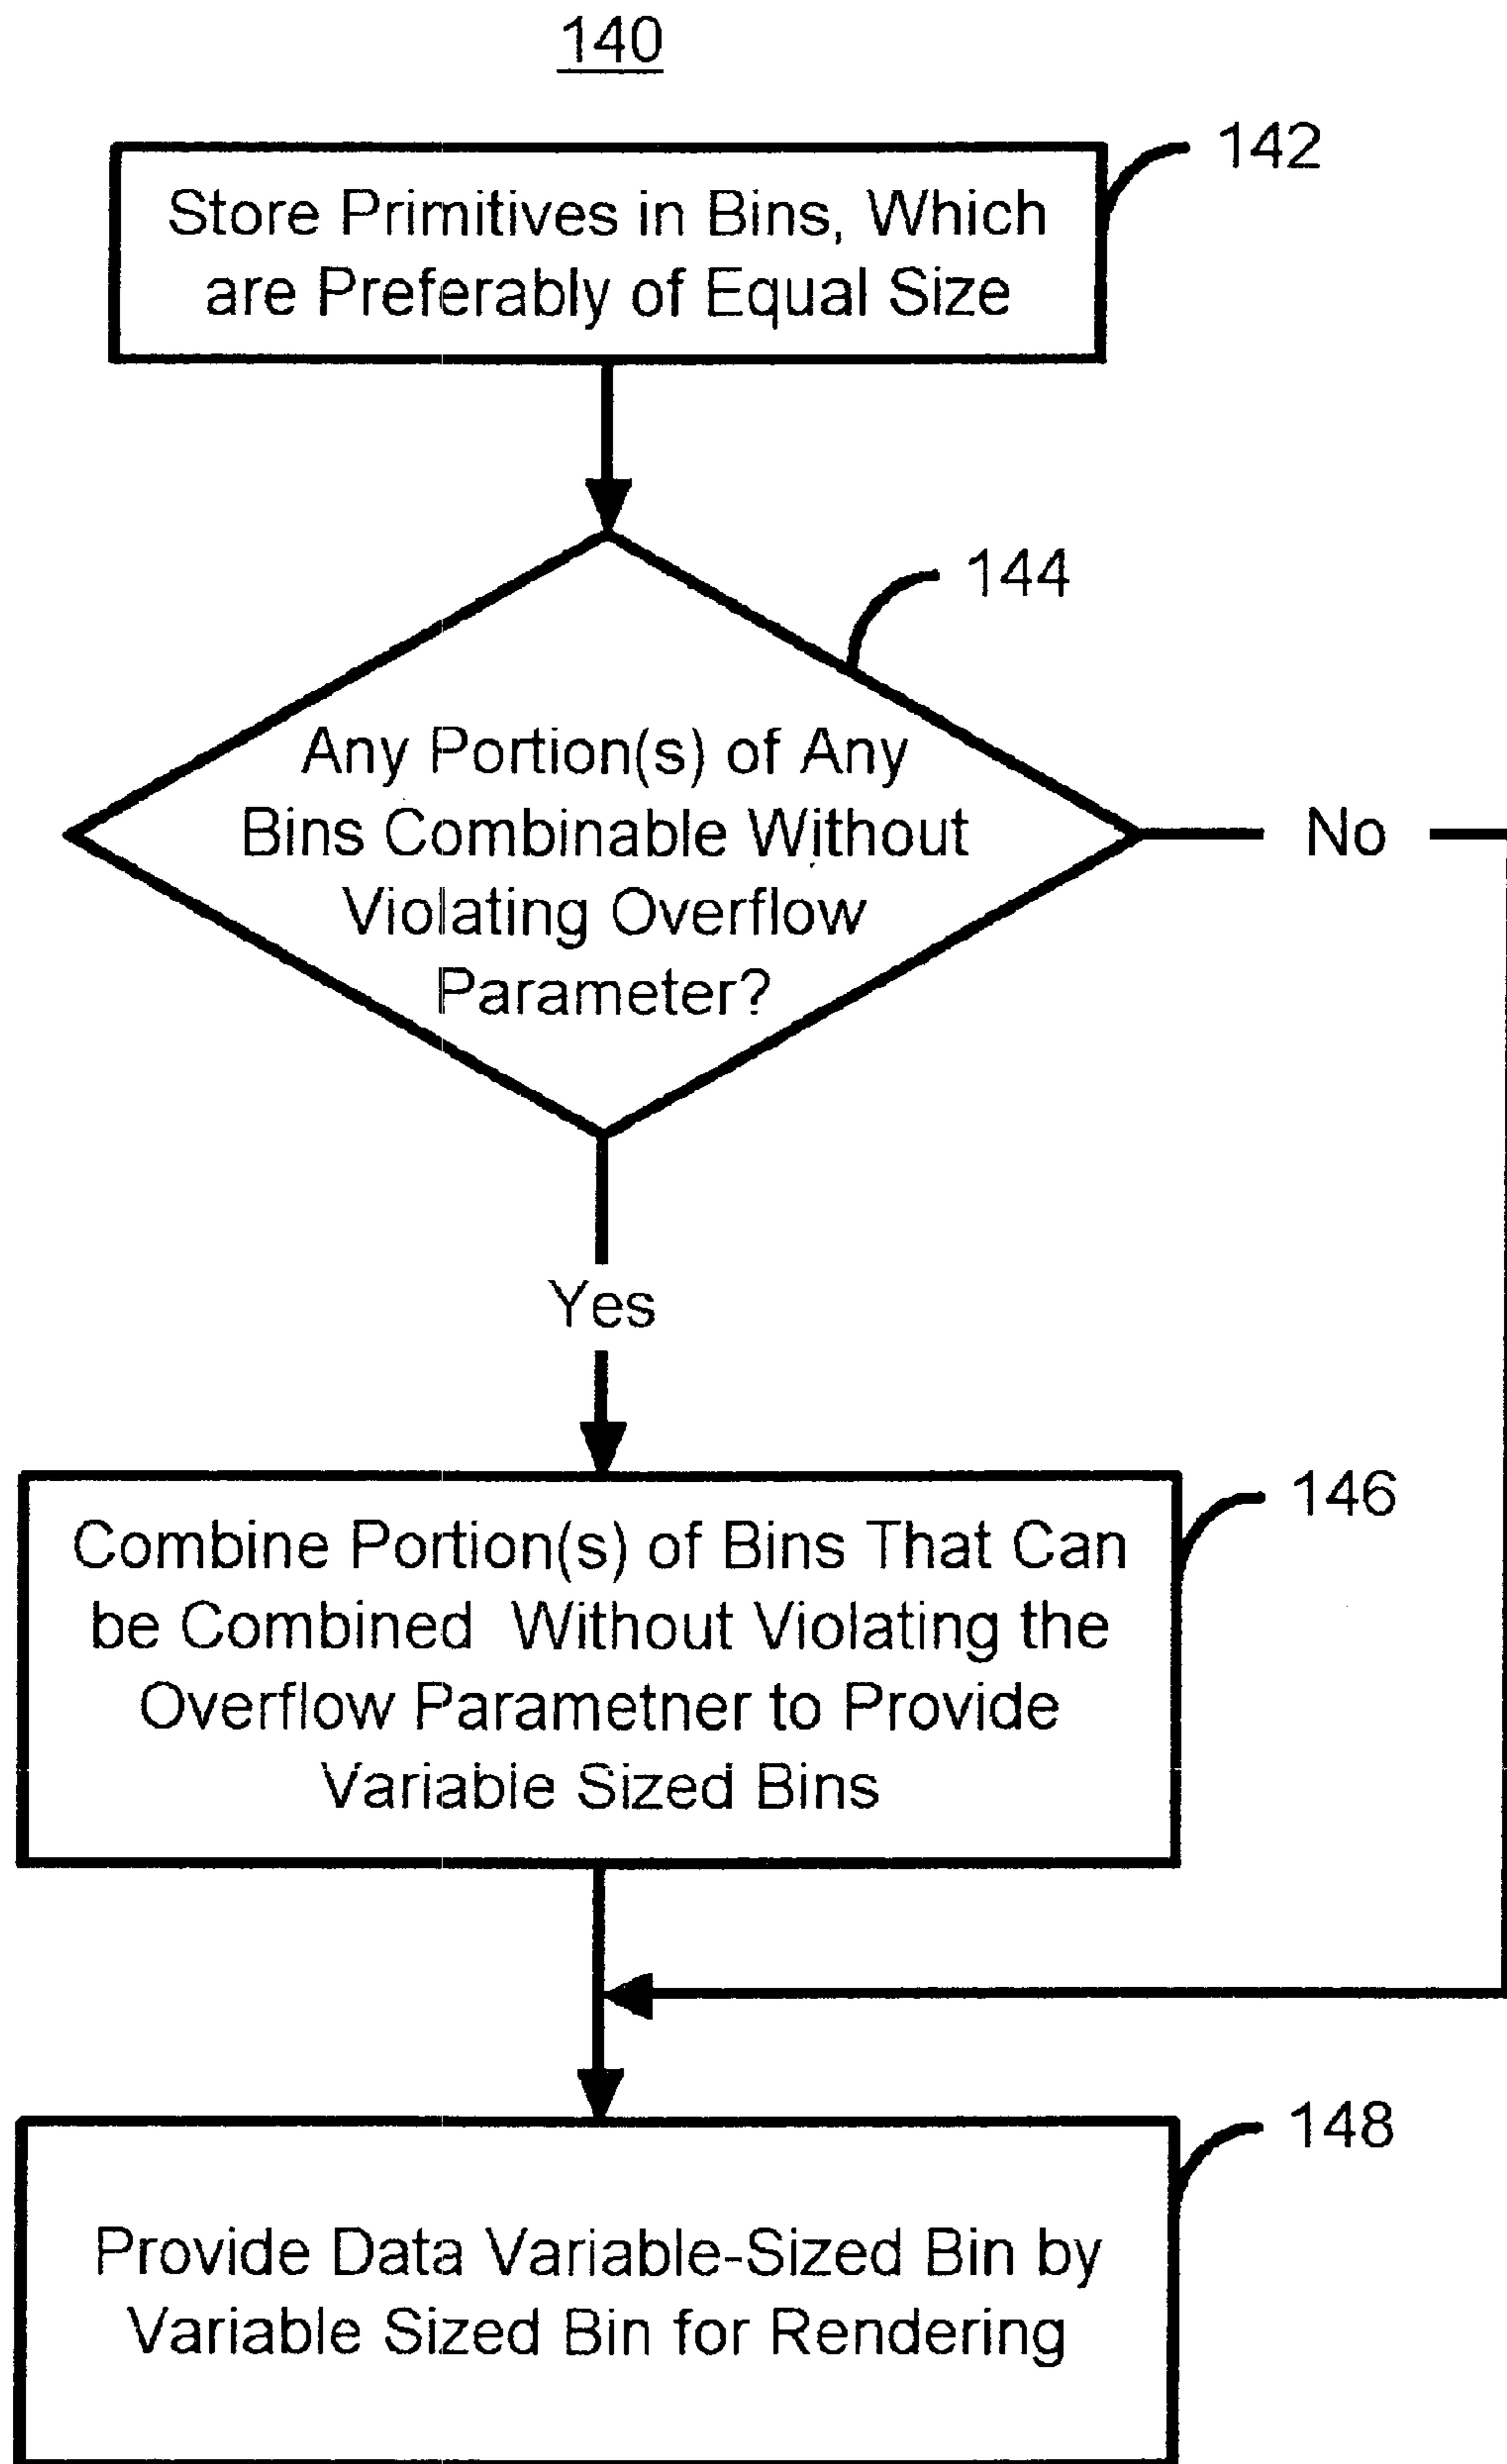 140
142
Store Primitives in Bins, Which
are Preferably of Equal Size
144
Any Portion(s) of Any
Bins Combinable Without
Violating Overflow
Parameter?
No
Yes
146
Combine Portion(s) of Bins That Can
be Combined Without Violating the
Overflow Parametner to Provide
Variable Sized Bins
148
Provide Data Variable-Sized Bin by
Variable Sized Bin for Rendering